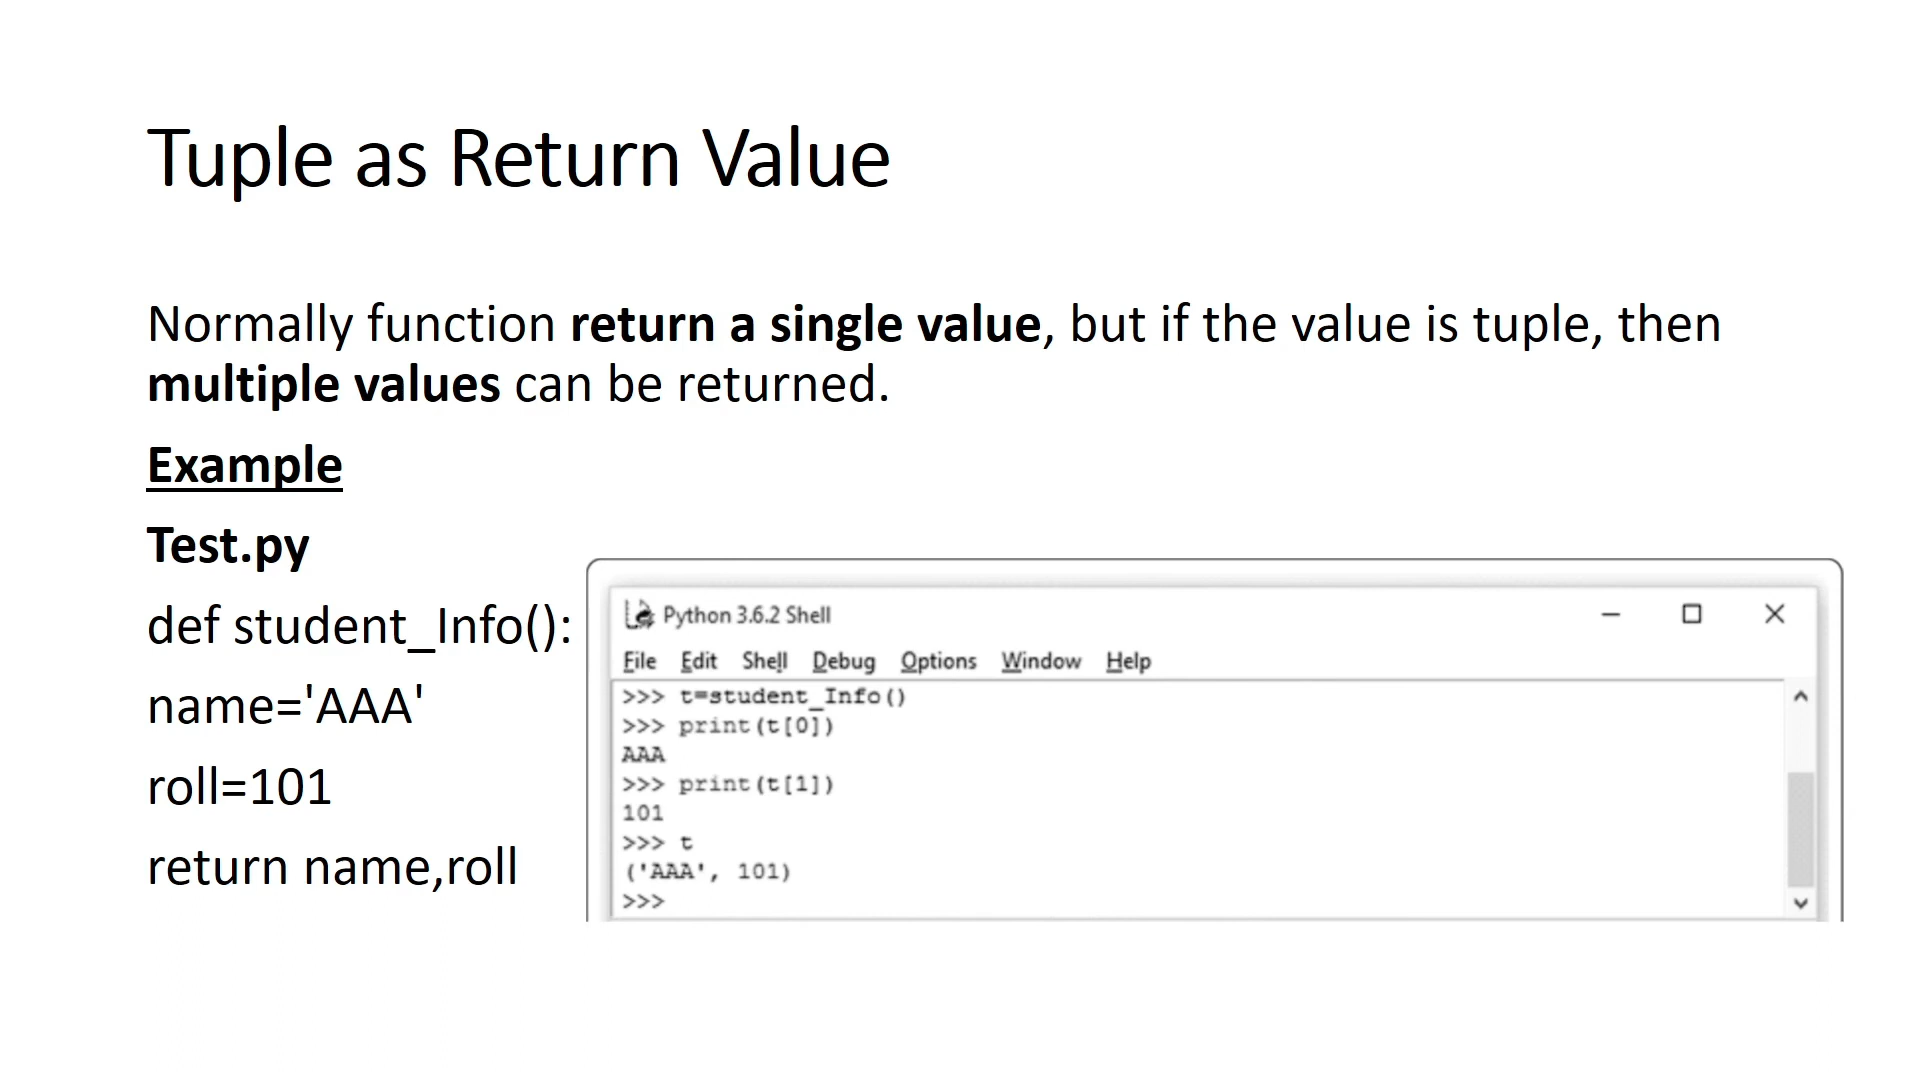 Tuple as Return Value
Normally function return a single value, but if the value is tuple, then
multiple values can be returned.
Example
Test.py
def student_Info():
name='AAA'
roll=101
return name,roll
Python 3.6.2 Shell
File Edit Shell Debug Options Window Help
>>> t=student_Info()
>>> print(t[0])
AAA
>>> print(t[1])
101
>>> t
('AAA', 101)
>>>